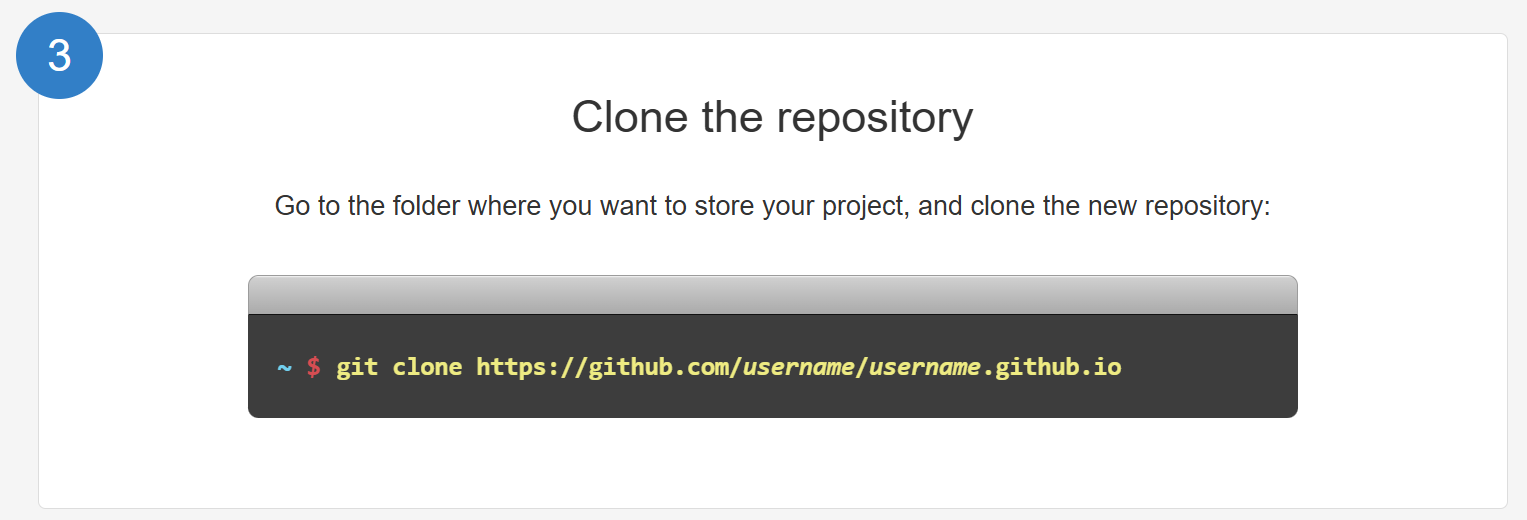 3
Clone the repository
Go to the folder where you want to store your project, and clone the new repository:
~ $ git clone https://github.com/username/username.github.io